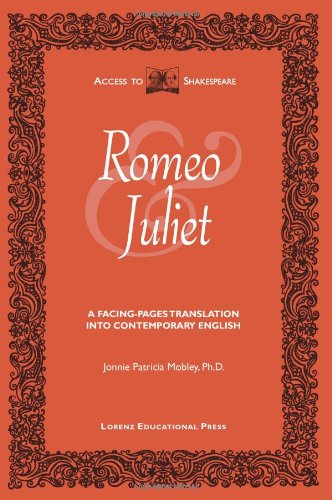 ACCESS TO SHAKESPEARE
Romeo
&
Juliet
A FACING-PAGES TRANSLATION
INTO CONTEMPORARY ENGLISH
Jonnie Patricia Mobley, Ph.D.
LORENZ EDUCATIONAL PRESS